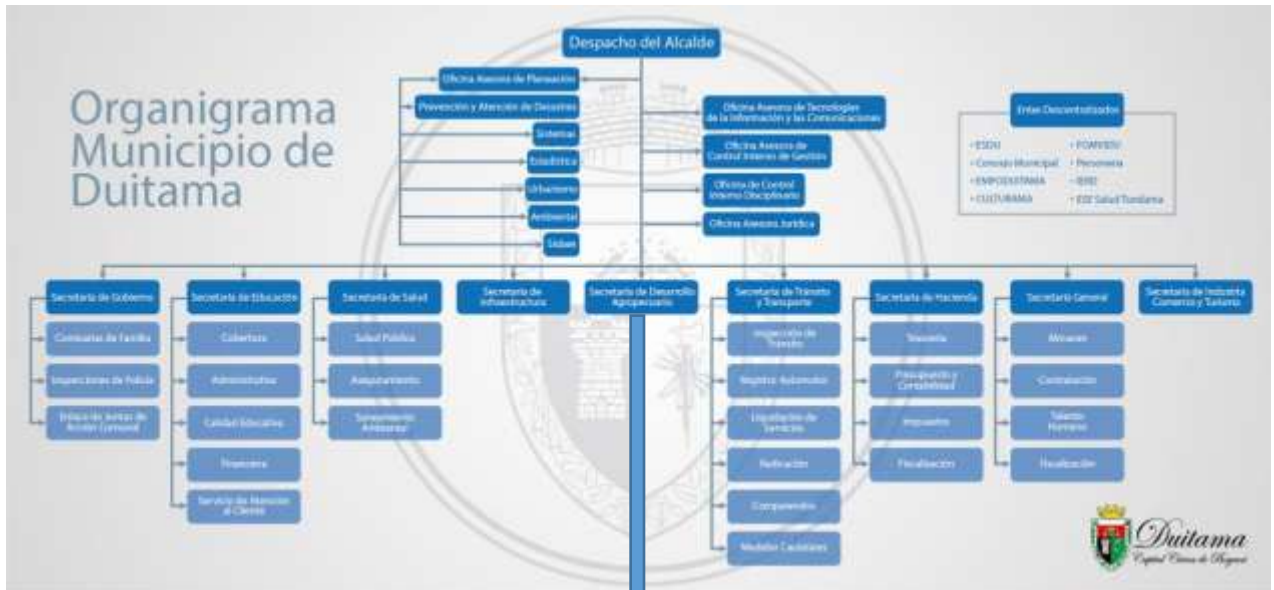 Despacho del Alcalde
Organigrama
Municipio de
Duitama
Oficina Asesora de Planeación
Prevención y Atención de Desastres
Sistemas
Estadística
Urbanismo
Ambiental
Sisben
Oficina Asesora de Tecnologías
de la Información y las Comunicaciones
Oficina Asesora de
Control Interno de Gestión
Oficina de Control
Interno Disciplinario
Oficina Asesora Jurídica
Entes Descentralizados
• ESDU
• Concejo Municipal
• EMPODUITAMA
• CULTURAMA
• FOMVIDU
• Personería
• IERD
• ESE Salud Tundama
Secretaría de Gobierno
Comisarías de Familia
Inspecciones de Policía
Enlace de Juntas de
Acción Comunal
Secretaría de Educación
Cobertura
Administrativa
Calidad Educativa
Financiera
Servicio de Atención
al Cliente
Secretaría de Salud
Salud Pública
Aseguramiento
Saneamiento
Ambiental
Secretaría de
Infraestructura
Secretaría de Desarrollo
Agropecuario
Secretaría de Tránsito
y Transporte
Inspección de
Tránsito
Registro Automotor
Liquidación de
Servicios
Radicación
Comparendos
Medidas Cautelares
Secretaría de Hacienda
Tesorería
Presupuesto y
Contabilidad
Impuestos
Fiscalización
Secretaría General
Almacén
Contratación
Talento
Humano
Fiscalización
Secretaría de Industria
Comercio y Turismo
Duitama
Capital Cívica de Boyacá